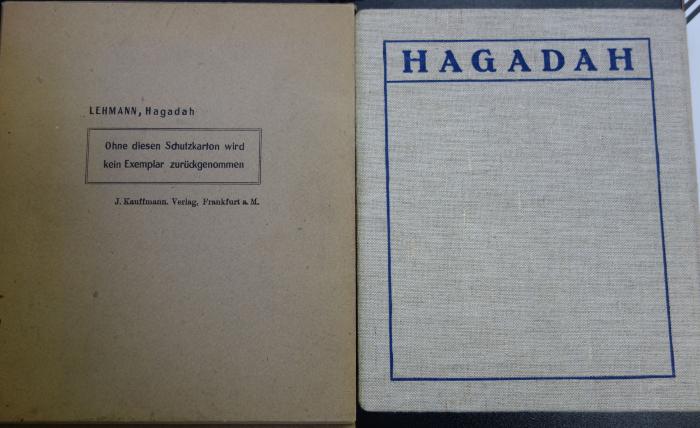 LEHMANN, Hagadah
Ohne diesen Schutzkarton wird
kein Exemplar zurückgenommen
J. Kauffmann, Verlag, Frankfurt a. M.
HAGADAH